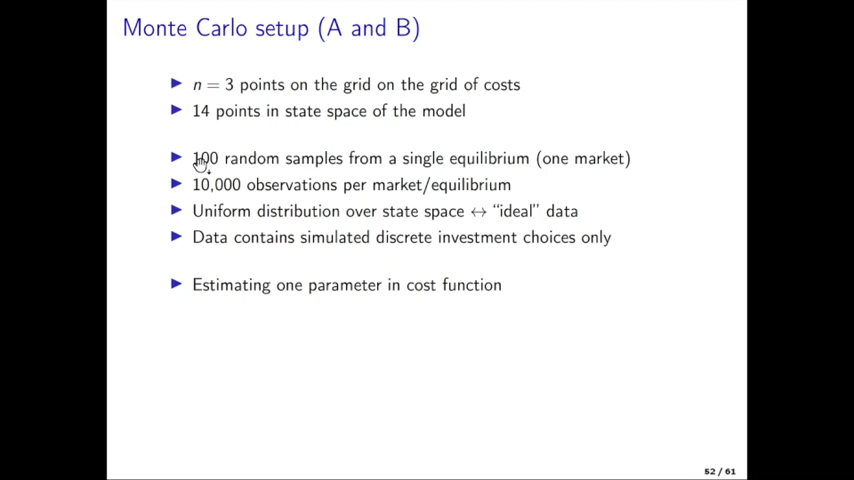 Monte Carlo setup (A and B)
n = 3 points on the grid on the grid of costs
14 points in state space of the model
100 random samples from a single equilibrium (one market)
10,000 observations per market/equilibrium
Uniform distribution over state space ↔ “ideal” data
Data contains simulated discrete investment choices only
Estimating one parameter in cost function
52 / 61